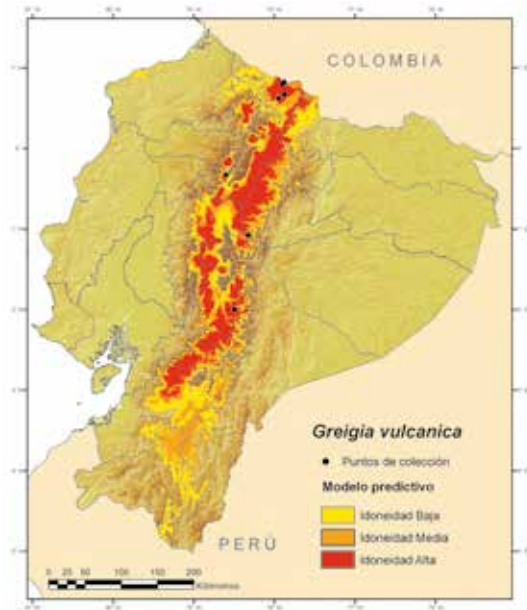 COLOMBIA
Greigia vulcanica
Puntos de colección
Modelo predictivo
Idoneidad Baja
Idoneidad Media
Idoneidad Alta
PERÚ
0 25 50 100 150 200
Kilómetros